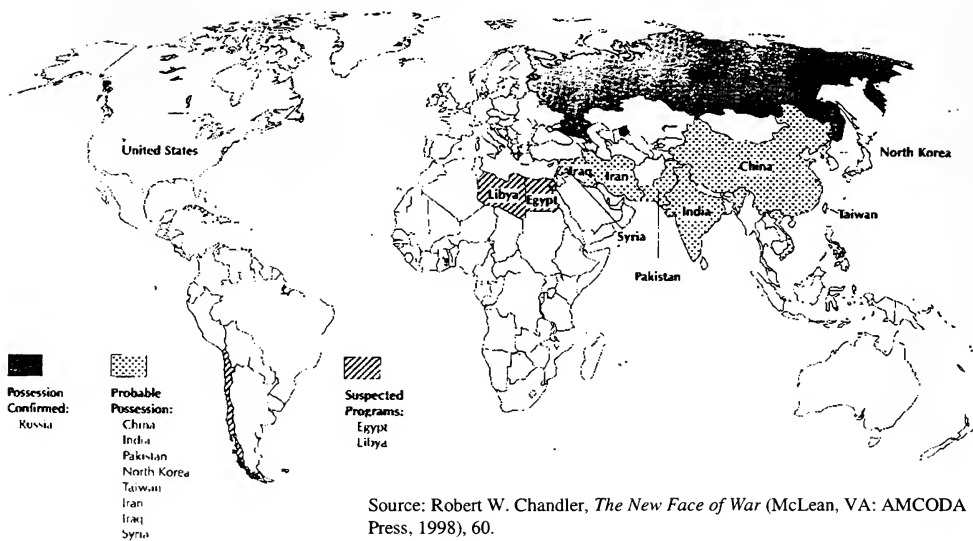 United States
North Korea
China
Iraq
Iran
Libya
Egypt
India
Taiwan
Syria
Pakistan
Possession
Confirmed:
Russia
Probable
Possession:
China
India
Pakistan
North Korea
Taiwan
Iran
Iraq
Syria
Suspected
Programs:
Egypt
Libya
Source: Robert W. Chandler, The New Face of War (McLean, VA: AMCODA
Press, 1998), 60.